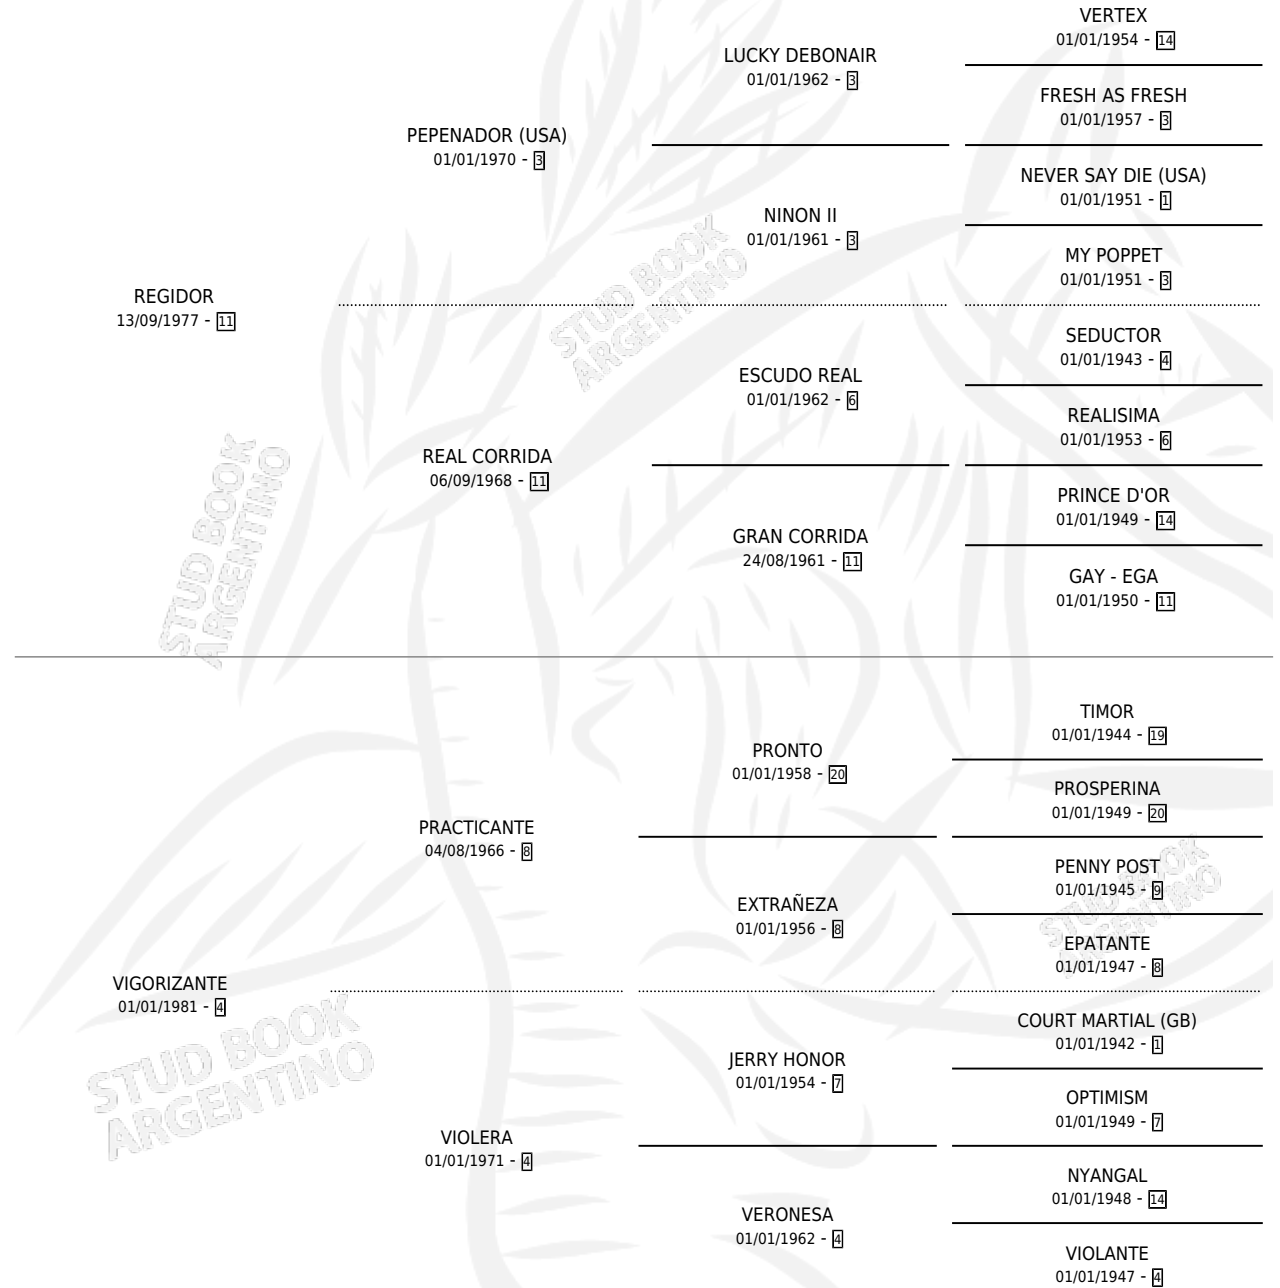 VERTEX
01/01/1954 - 14
LUCKY DEBONAIR
01/01/1962 - 3
FRESH AS FRESH
01/01/1957 - 3
PEPENADOR (USA)
01/01/1970 - 3
NEVER SAY DIE (USA)
01/01/1951 - 1
NINON II
01/01/1961 - 3
MY POPPET
01/01/1951 - 3
REGIDOR
13/09/1977 - 11
SEDUCTOR
01/01/1943 - 4
ESCUDO REAL
01/01/1962 - 6
REALISIMA
01/01/1953 - 6
REAL CORRIDA
06/09/1968 - 11
PRINCE D'OR
01/01/1949 - 14
GRAN CORRIDA
24/08/1961 - 11
GAY - EGA
01/01/1950 - 11
TIMOR
01/01/1944 - 19
PRONTO
01/01/1958 - 20
PROSPERINA
01/01/1949 - 20
PRACTICANTE
04/08/1966 - 8
PENNY POST
01/01/1945 - 9
EXTRAÑEZA
01/01/1956 - 8
EPATANTE
01/01/1947 - 8
VIGORIZANTE
01/01/1981 - 4
COURT MARTIAL (GB)
01/01/1942 - 1
JERRY HONOR
01/01/1954 - 7
OPTIMISM
01/01/1949 - 7
VIOLERA
01/01/1971 - 4
NYANGAL
01/01/1948 - 14
VERONESA
01/01/1962 - 4
VIOLANTE
01/01/1947 - 4
STUD BOOK
ARGENTINO
STUD BOOK
ARGENTINO
STUD BOOK
ARGENTINO
STUD BOOK
ARGENTINO